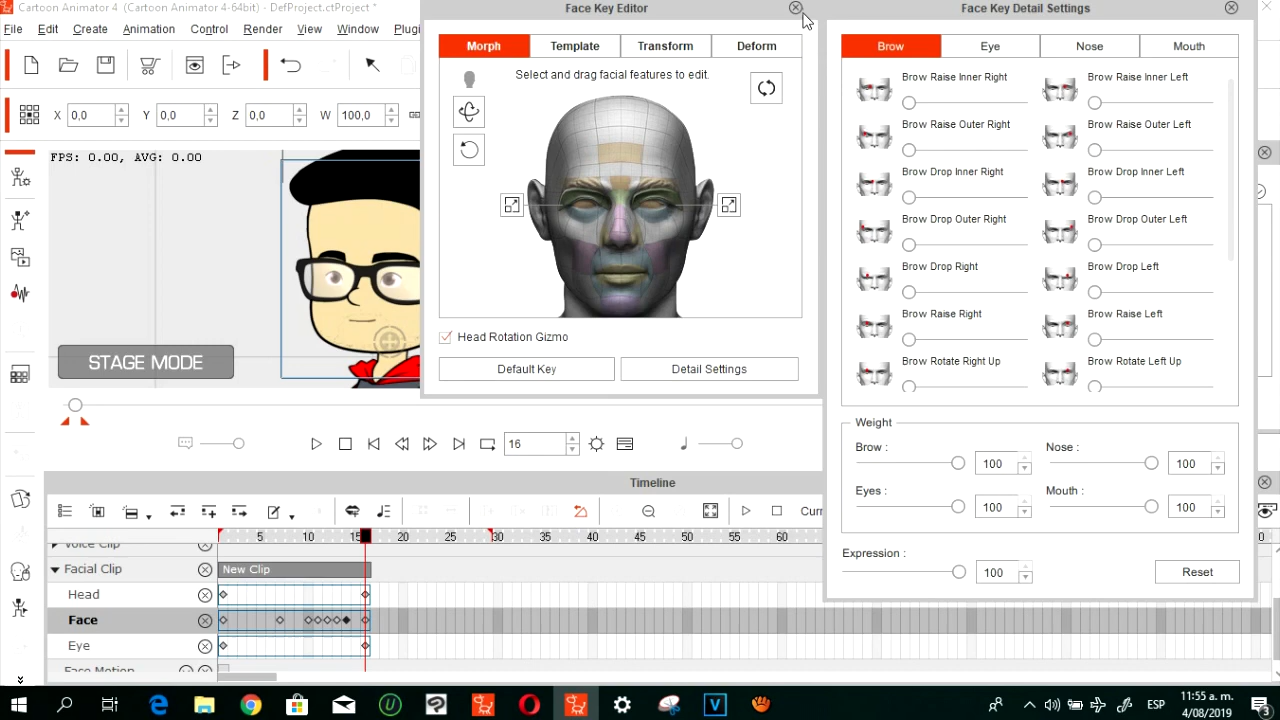 Cartoon Animator 4 (Cartoon Animator 4-64bit) - DefProject.ctProject *
File Edit Create Animation Control Render View Window
X 0,0 Y 0,0 Z 0,0 W 100,0
FPS: 0.00, AVG: 0.00
STAGE MODE
Face Key Editor
Morph Template Transform Deform
Select and drag facial features to edit.
Head Rotation Gizmo
Default Key Detail Settings
Face Key Detail Settings
Brow Eye Nose Mouth
Brow Raise Inner Right Brow Raise Inner Left
Brow Raise Outer Right Brow Raise Outer Left
Brow Drop Inner Right Brow Drop Inner Left
Brow Drop Outer Right Brow Drop Outer Left
Brow Drop Right Brow Drop Left
Brow Raise Right Brow Raise Left
Brow Rotate Right Up Brow Rotate Left Up
Weight
Brow : 100 Nose : 100
Eyes : 100 Mouth : 100
Expression : 100 Reset
16
Timeline
5 10 15 20 25 30 35 40 45 50 55 60
Voice Clip
Facial Clip New Clip
Head
Face
Eye
Face Motion
ESP
11:55 a. m.
4/08/2019
3